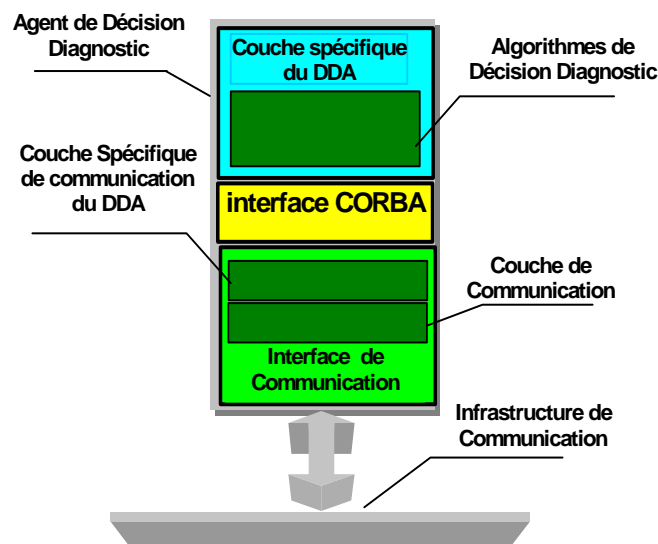 Agent de Décision
Diagnostic
Couche spécifique
du DDA
Algorithmes de
Décision Diagnostic
Couche Spécifique
de communication
du DDA
interface CORBA
Couche de
Communication
Interface de
Communication
Infrastructure de
Communication